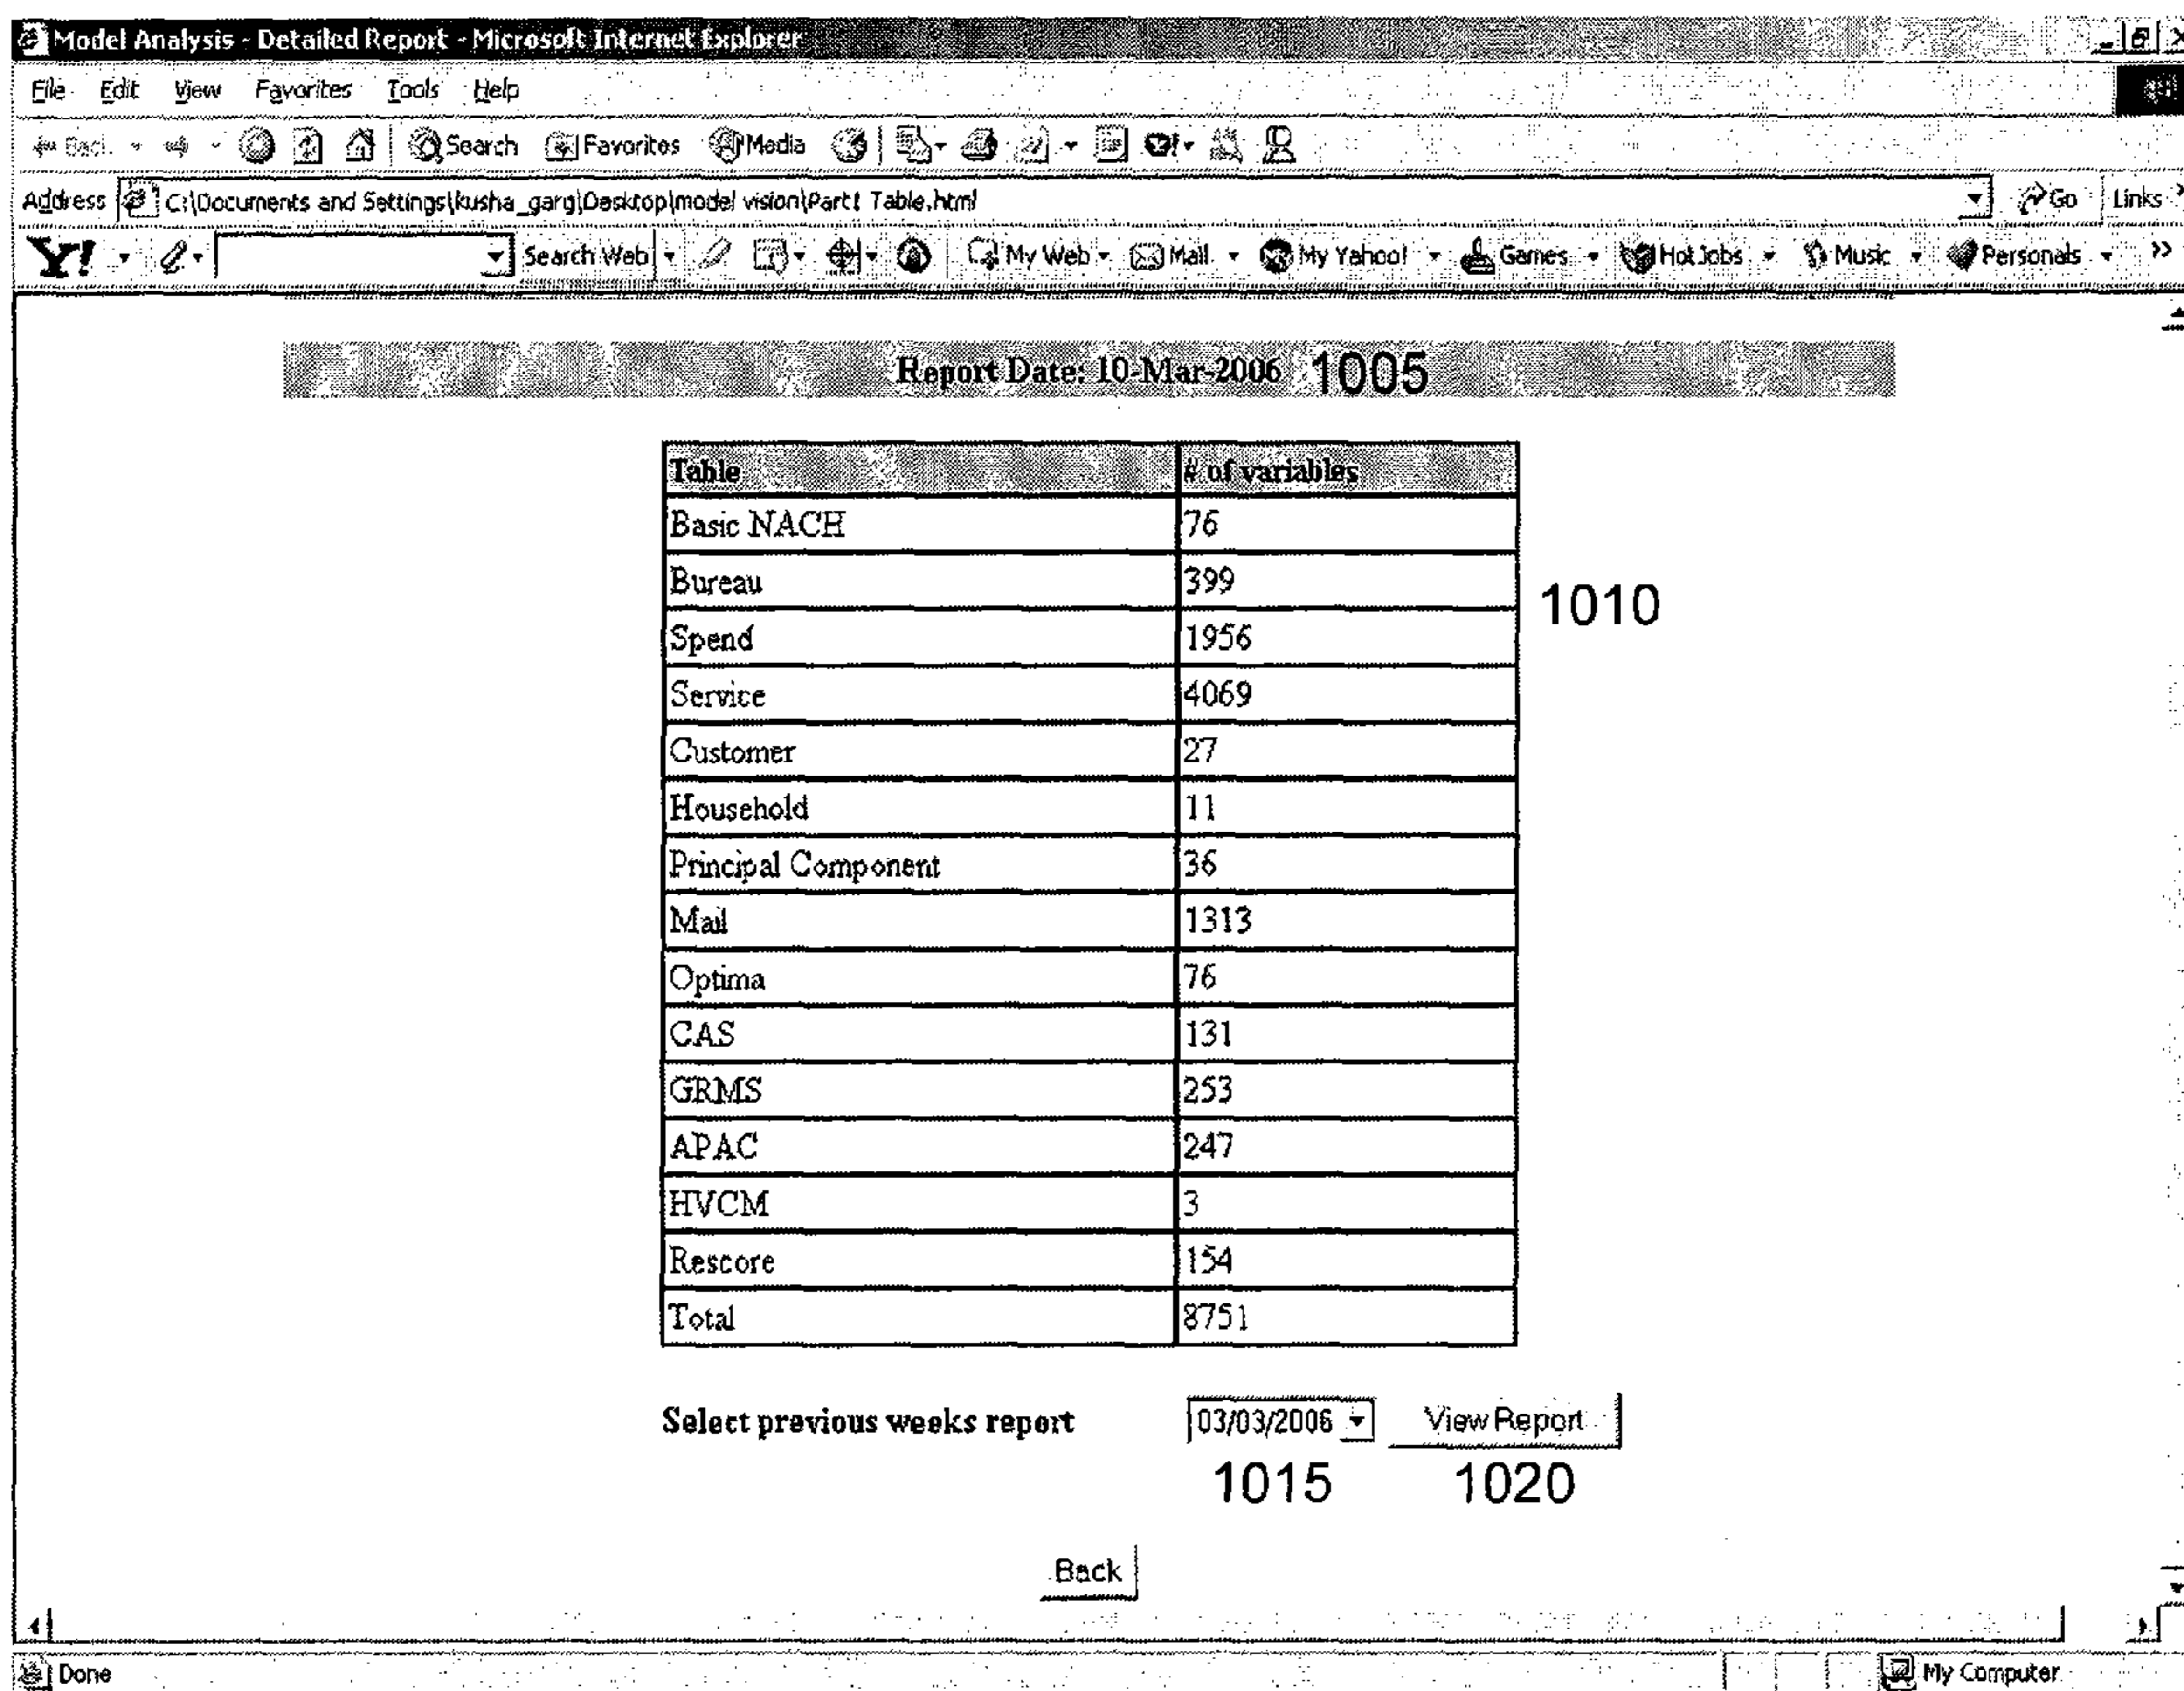 Model Analysis - Detailed Report - Microsoft Internet Explorer
File Edit View Favorites Tools Help
Back Search Favorites Media
Address C:\Documents and Settings\kusha_garg\Desktop\model vision\Part1 Table.html Go Links »
Y! Search Web My Web Mail My Yahoo! Games HotJobs Music Personals »
Report Date: 10-Mar-2006 1005
Table # of variables
Basic NACH 76
Bureau 399
1010
Spend 1956
Service 4069
Customer 27
Household 11
Principal Component 36
Mail 1313
Optima 76
CAS 131
GRMS 253
APAC 247
HVCM 3
Rescore 154
Total 8751
Select previous weeks report 03/03/2006 View Report
1015 1020
Back
Done My Computer